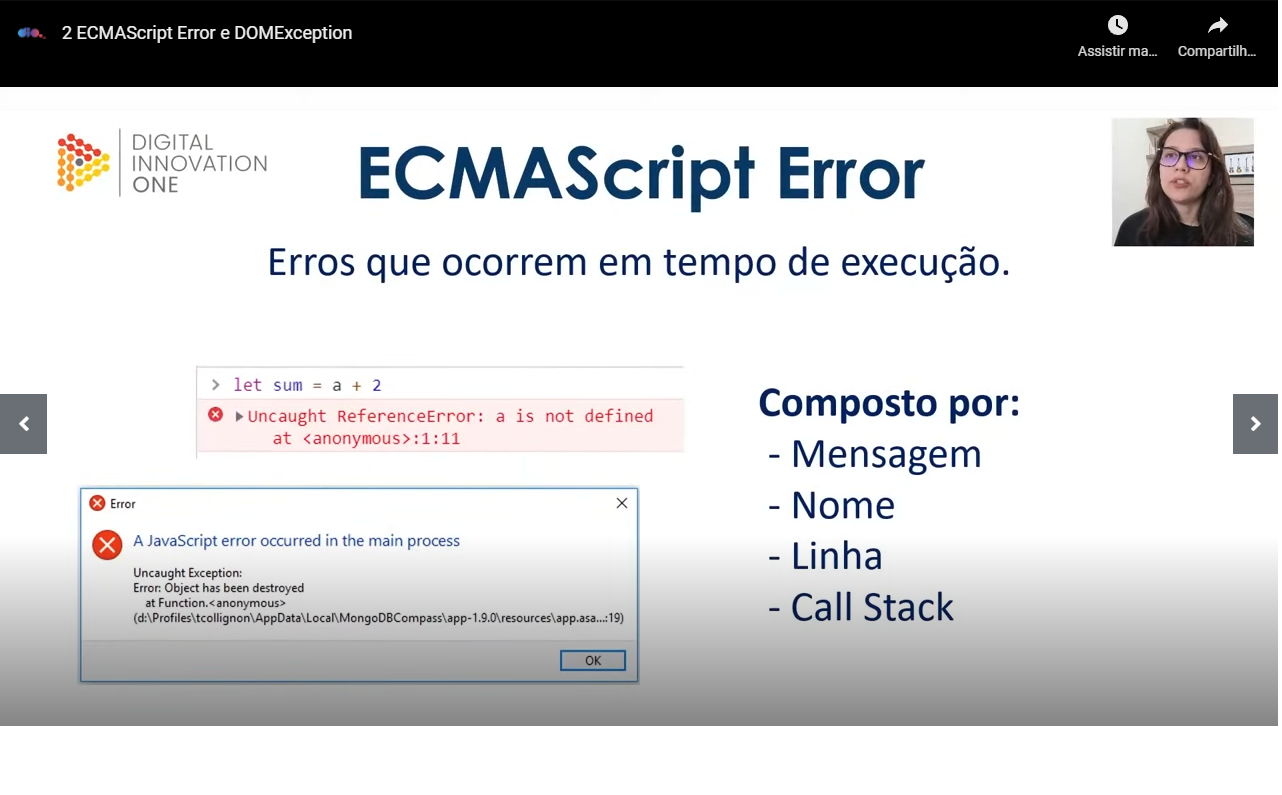 2 ECMAScript Error e DOMException
Assistir ma...
Compartilh...
DIGITAL
INNOVATION
ONE
ECMAScript Error
Erros que ocorrem em tempo de execução.
> let sum = a + 2
Uncaught ReferenceError: a is not defined
at <anonymous>:1:11
Error
A JavaScript error occurred in the main process
Uncaught Exception:
Error: Object has been destroyed
at Function.<anonymous>
(d:\Profiles\tcollignon\AppData\Local\MongoDBCompass\app-1.9.0\resources\app.asa...:19)
OK
Composto por:
- Mensagem
- Nome
- Linha
- Call Stack